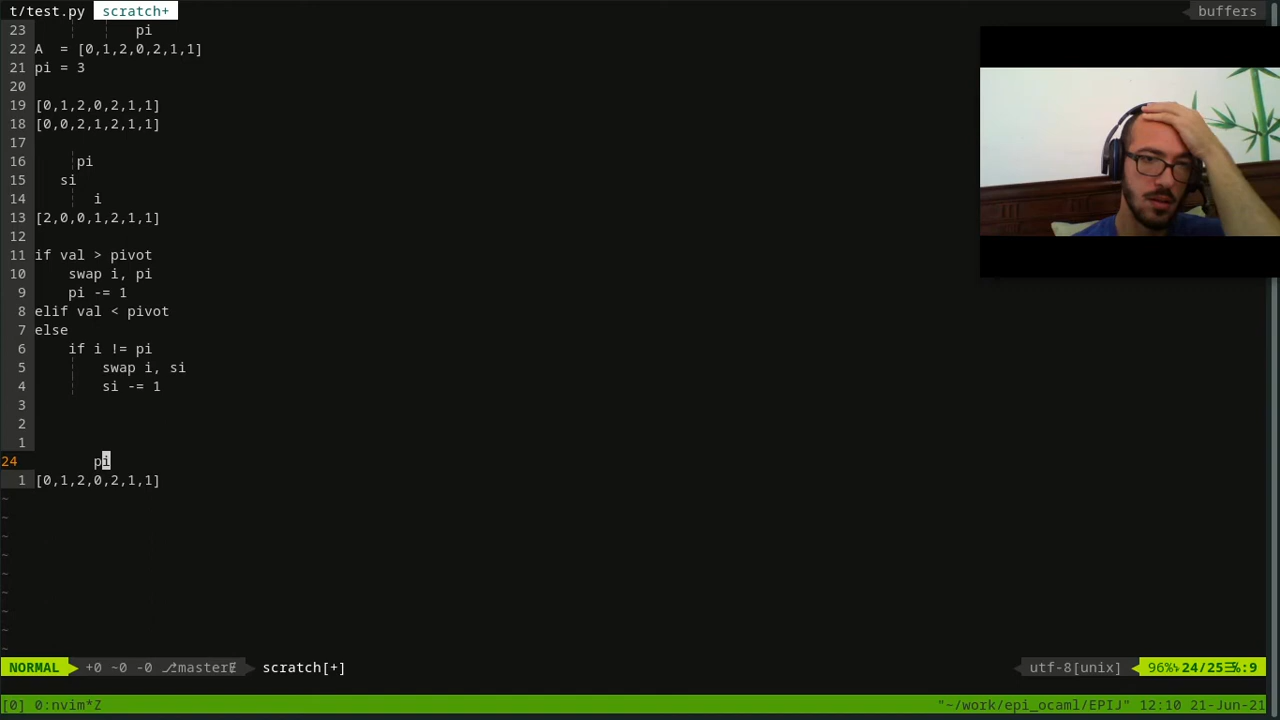 t/test.py scratch+ buffers
23 pi
22 A  = [0,1,2,0,2,1,1]
21 pi = 3
20
19 [0,1,2,0,2,1,1]
18 [0,0,2,1,2,1,1]
17
16 pi
15 si
14 i
13 [2,0,0,1,2,1,1]
12
11 if val > pivot
10 swap i, pi
9 pi -= 1
8 elif val < pivot
7 else
6 if i != pi
5 swap i, si
4 si -= 1
3
2
1
24 pi
1 [0,1,2,0,2,1,1]
~
~
~
~
~
~
~
~
~
NORMAL +0 ~0 -0 scratch[+] utf-8[unix] 96%
[0] 0:nvim*Z "~/work/epi_ocaml/EPIJ" 12:10 21-Jun-21